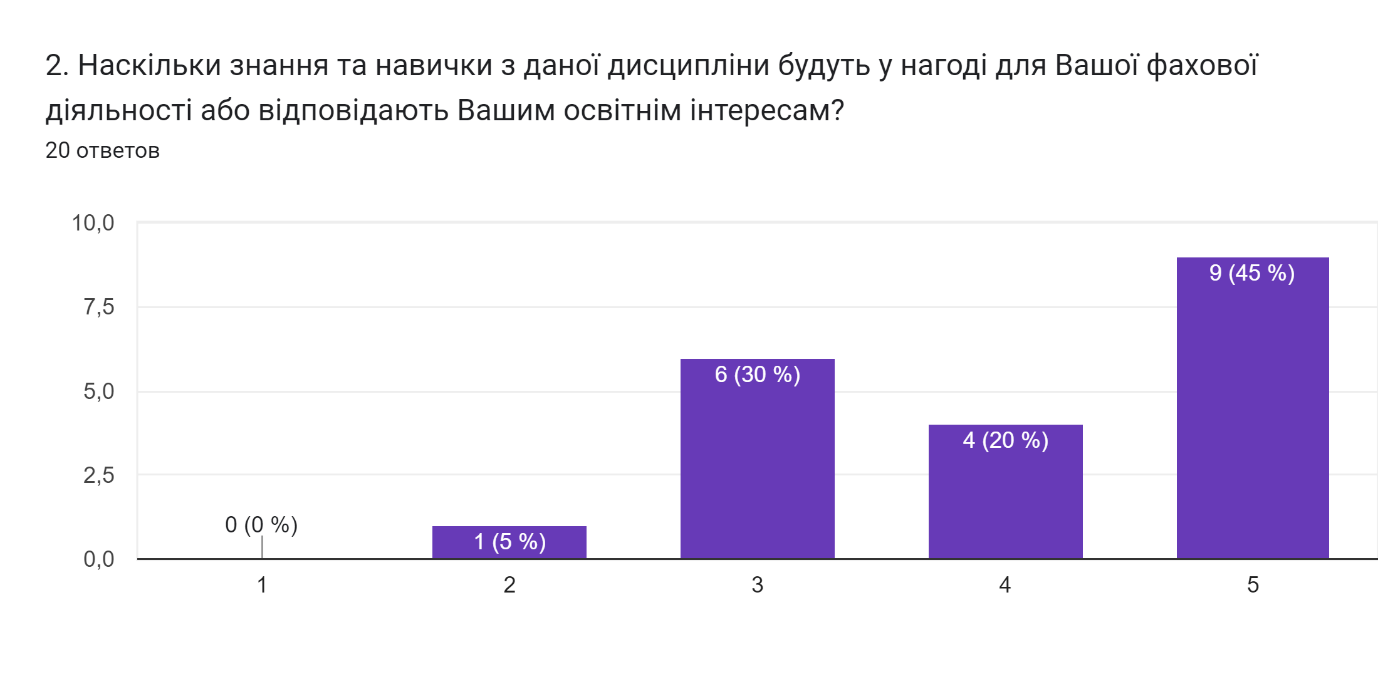 2. Наскільки знання та навички з даної дисципліни будуть у нагоді для Вашої фахової
діяльності або відповідають Вашим освітнім інтересам?
20 ответов
10,0
7,5
5,0
2,5
0,0
0 (0 %)
1 (5 %)
6 (30 %)
4 (20 %)
9 (45 %)
1 2 3 4 5